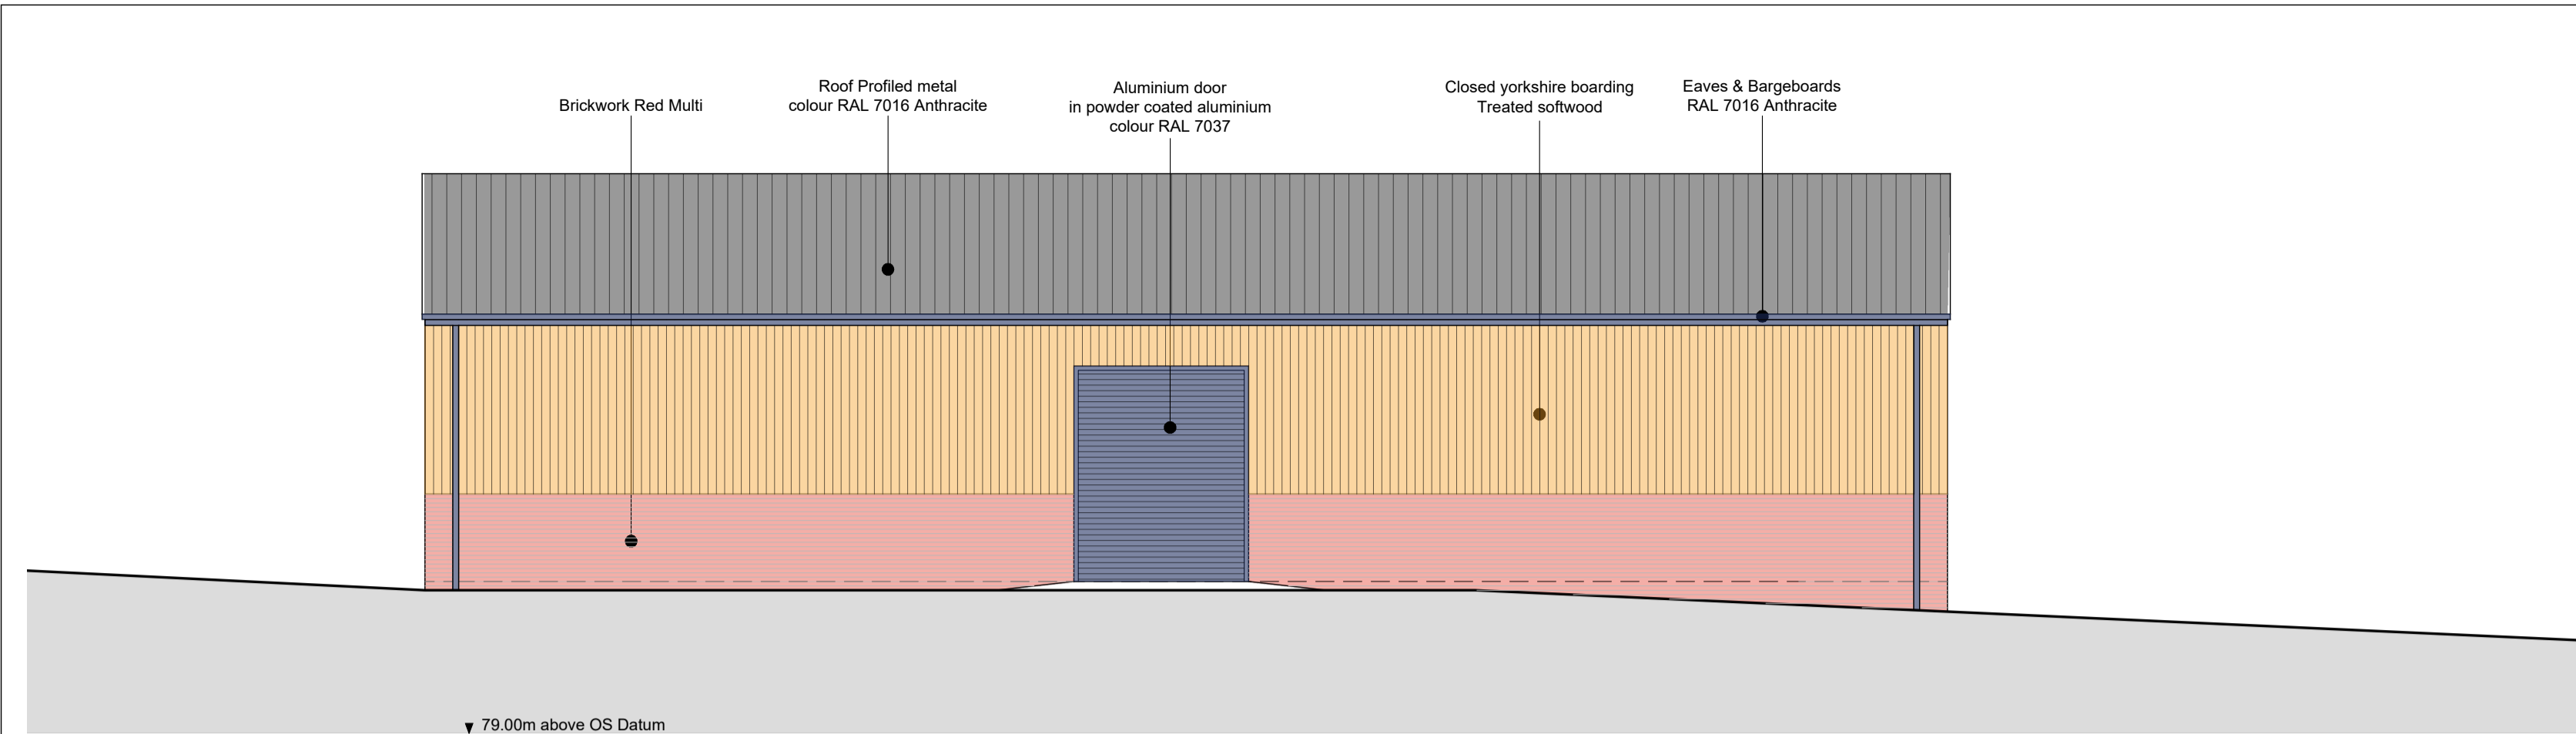 Brickwork Red Multi
Roof Profiled metal
colour RAL 7016 Anthracite
Aluminium door
in powder coated aluminium
colour RAL 7037
Closed yorkshire boarding
Treated softwood
Eaves & Bargeboards
RAL 7016 Anthracite
79.00m above OS Datum